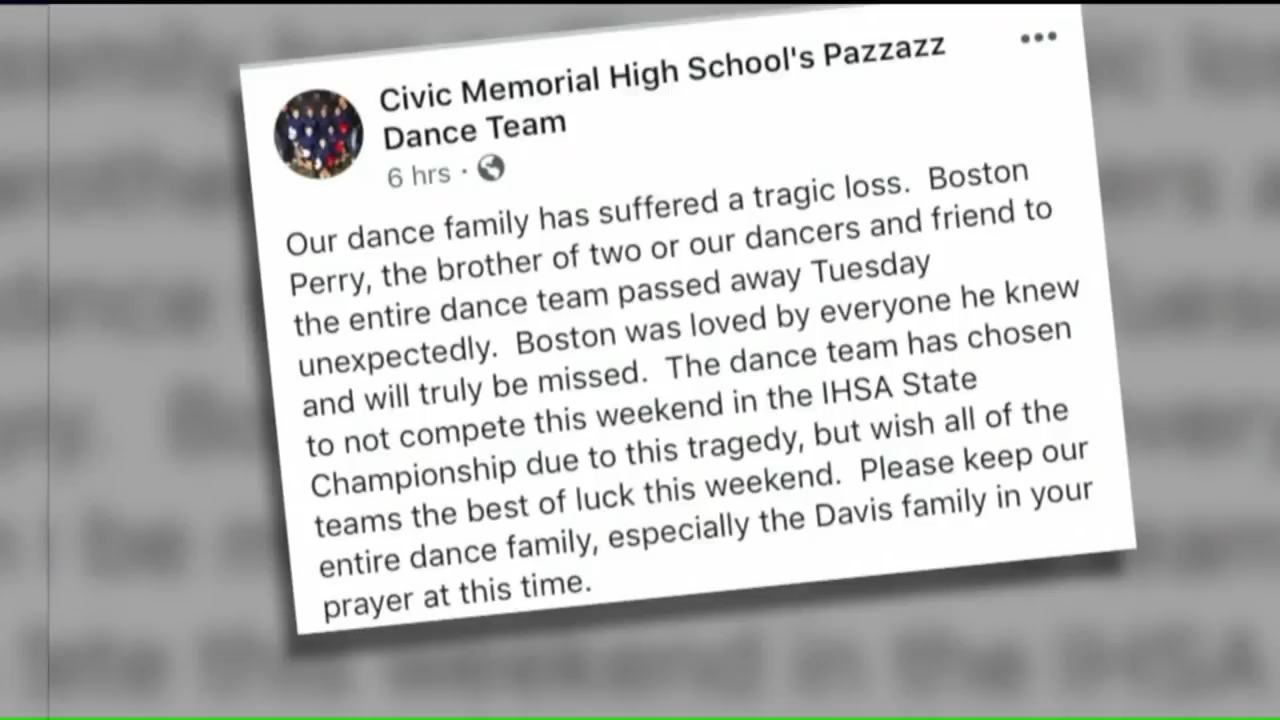 Civic Memorial High School's Pazzazz
Dance Team
6 hrs ·
Our dance family has suffered a tragic loss.  Boston
Perry, the brother of two or our dancers and friend to
the entire dance team passed away Tuesday
unexpectedly.  Boston was loved by everyone he knew
and will truly be missed.  The dance team has chosen
to not compete this weekend in the IHSA State
Championship due to this tragedy, but wish all of the
teams the best of luck this weekend.  Please keep our
entire dance family, especially the Davis family in your
prayer at this time.